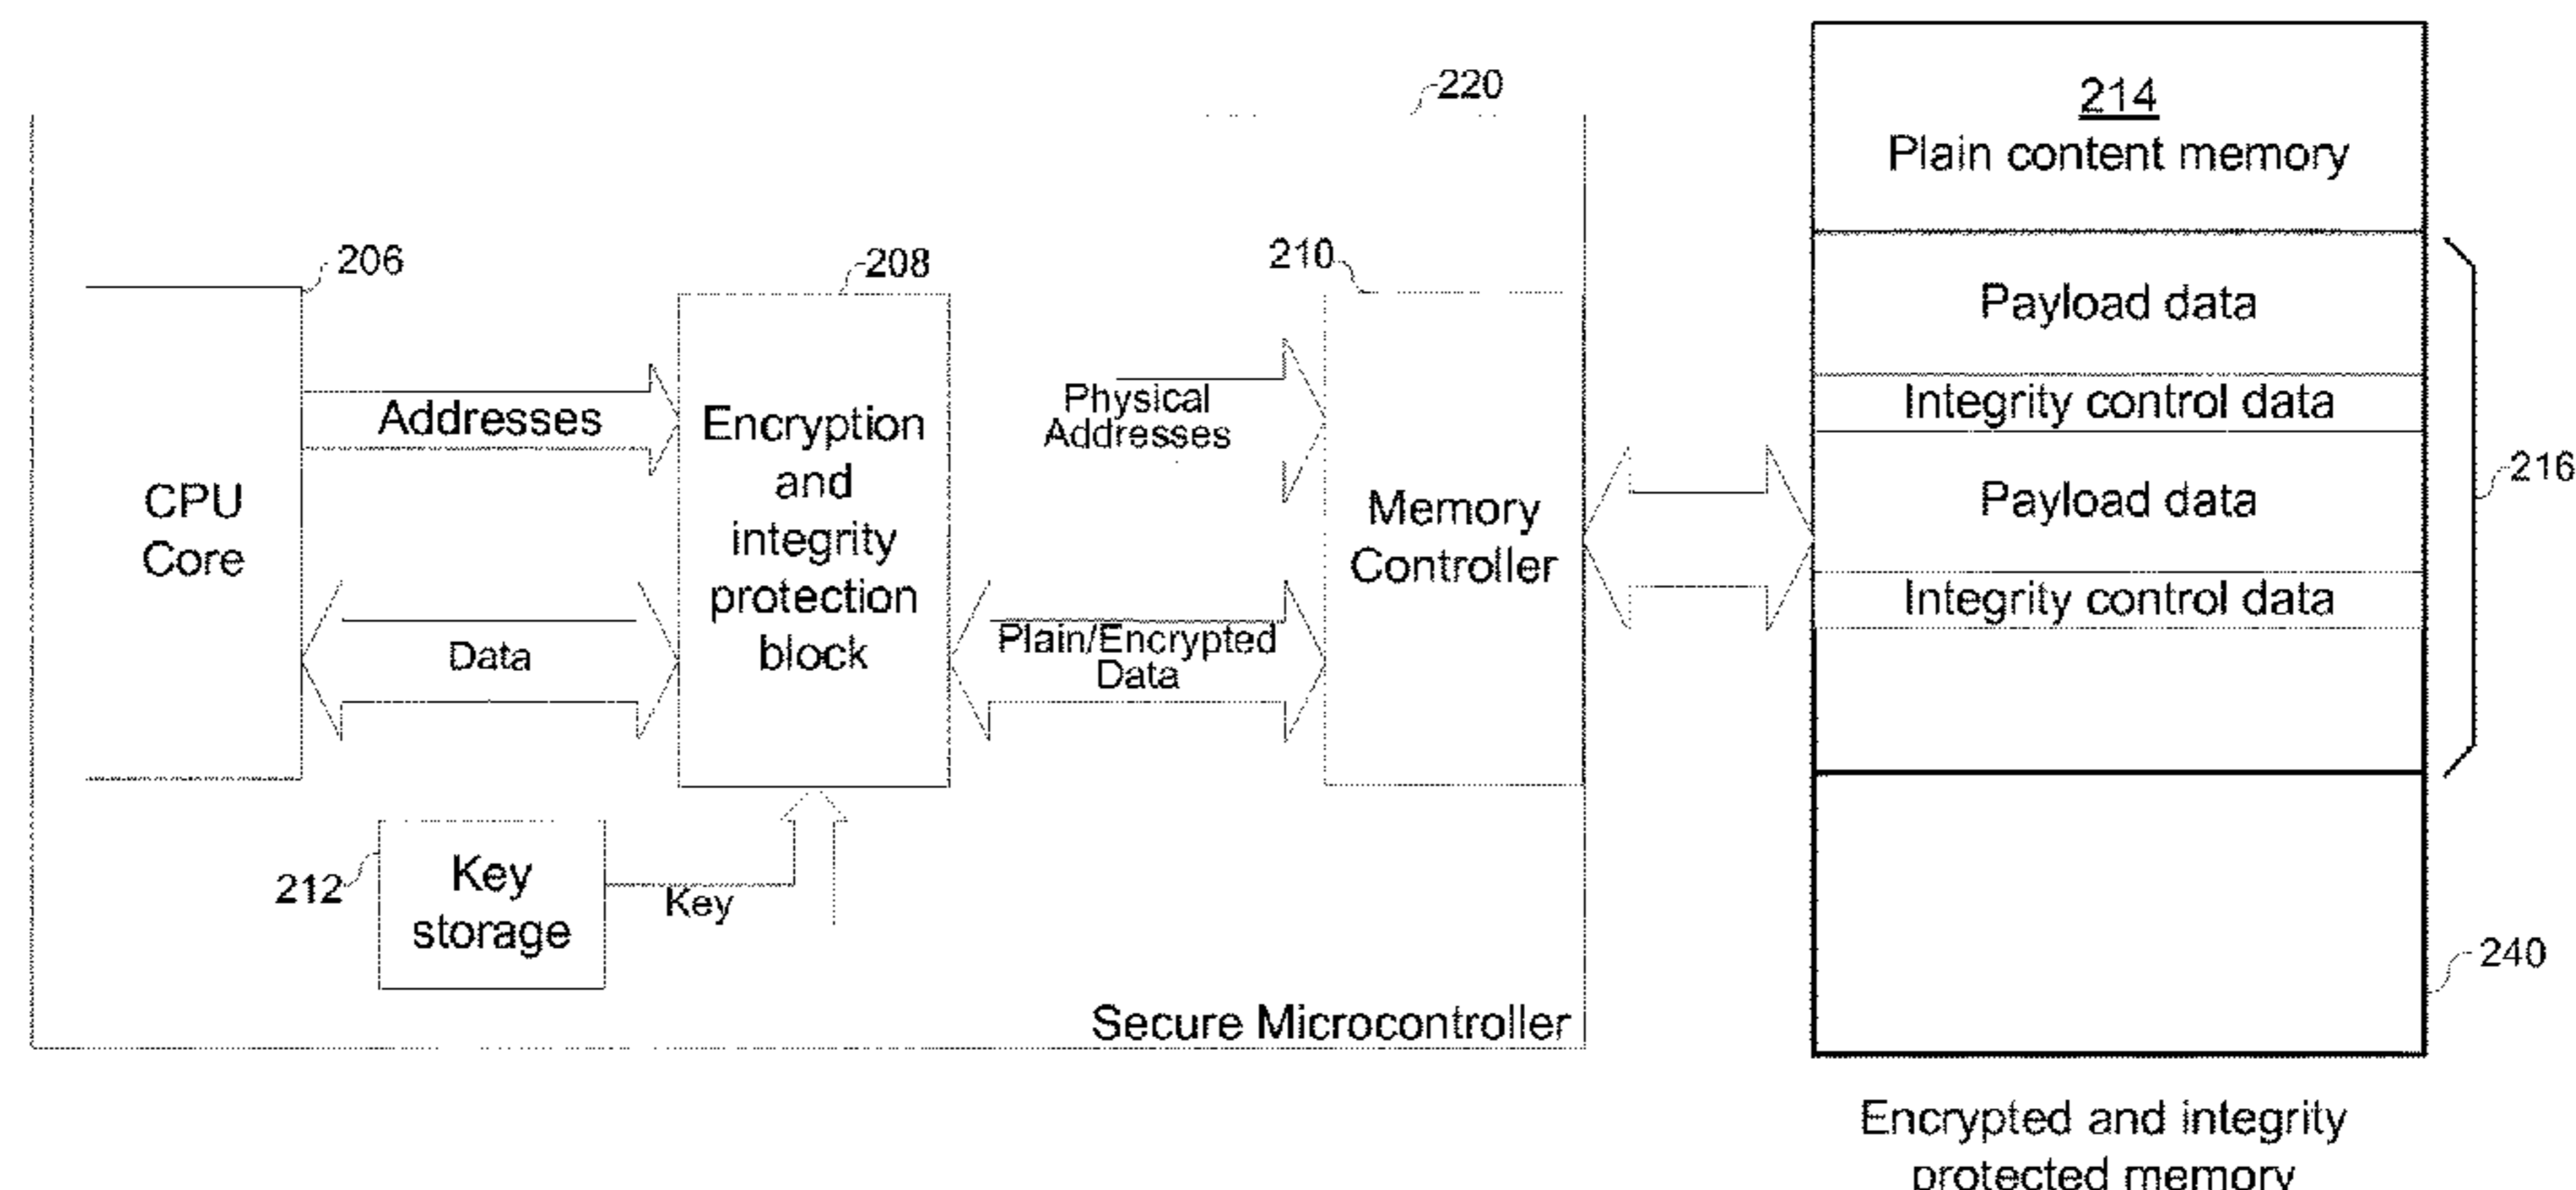 220
214
Plain content memory
206
208
210
Payload data
Integrity control data
Payload data
Integrity control data
216
240
CPU
Core
Addresses
Data
Encryption
and
integrity
protection
block
Physical
Addresses
Plain/Encrypted
Data
Memory
Controller
212
Key
storage
Key
Secure Microcontroller
Encrypted and integrity
protected memory